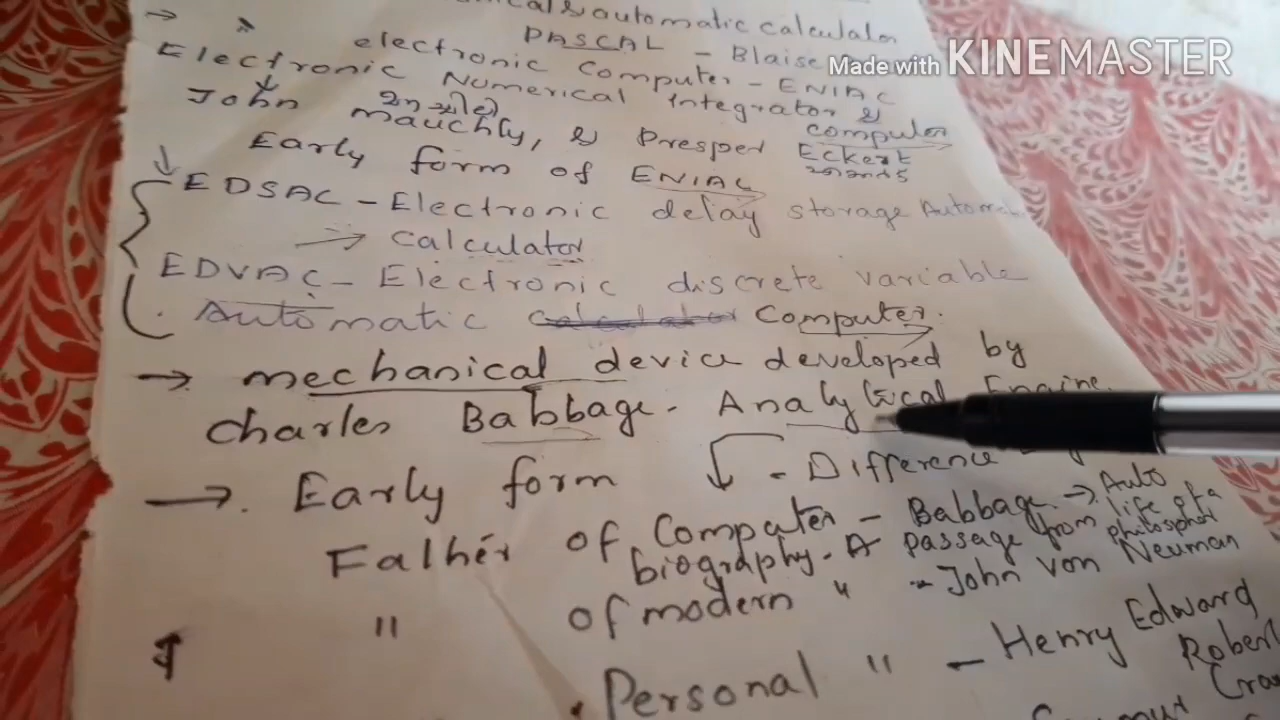 & automatic calculator
PASCAL - Blaise
Made with KINEMASTER
electronic computer - ENIAC
Electronic Numerical Integrator &
computer
John mauchly, & Presper Eckert
Early form of ENIAC
EDSAC - Electronic delay storage Automatic
→ Calculator
EDVAC - Electronic discrete variable
Automatic Computer.
→ mechanical device developed by
Charles Babbage - Analytical Engine
→ Early form - Difference
Father of Computer - Babbage → Auto
biography. A passage from life of a
philosopher
" of modern " - John von Neuman
Personal " - Henry Edward
Robert